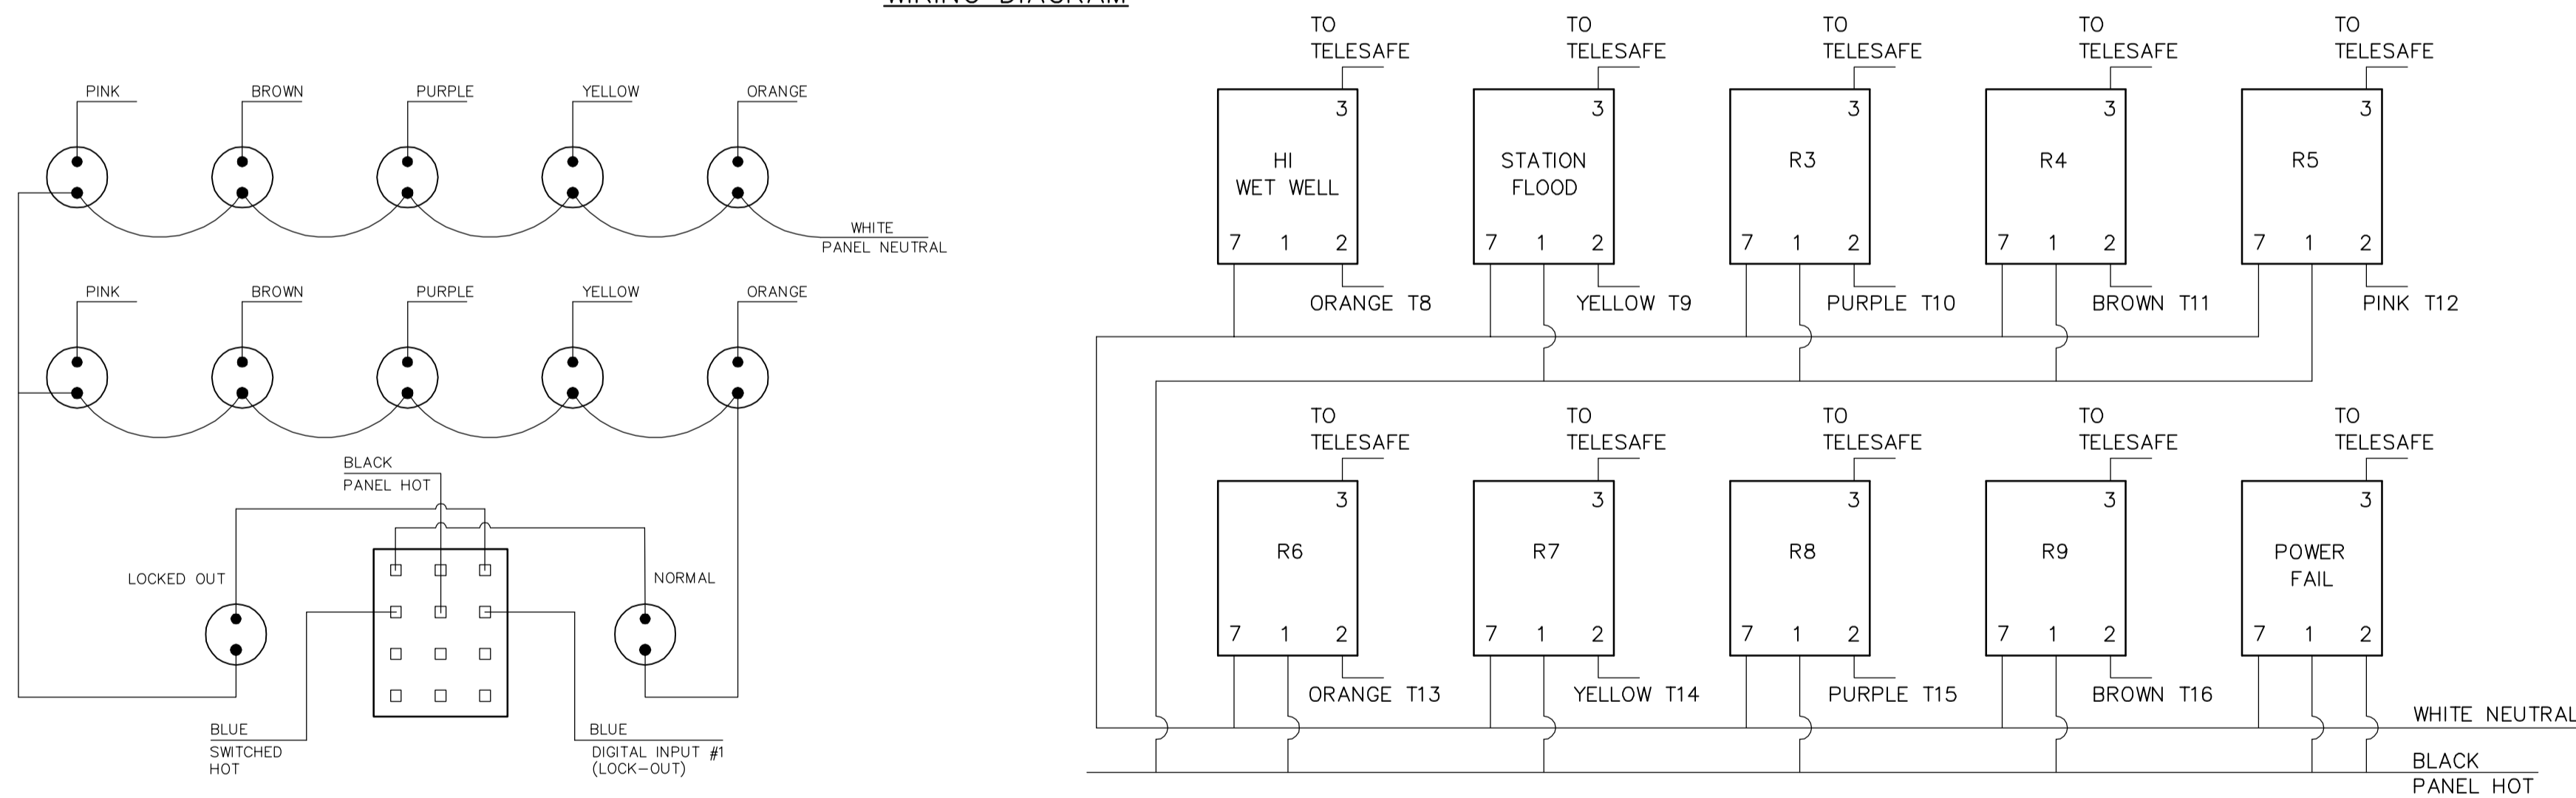 WIRING DIAGRAM
PINK
BROWN
PURPLE
YELLOW
ORANGE
WHITE
PANEL NEUTRAL
PINK
BROWN
PURPLE
YELLOW
ORANGE
BLACK
PANEL HOT
LOCKED OUT
NORMAL
BLUE
SWITCHED
HOT
BLUE
DIGITAL INPUT #1
(LOCK-OUT)
TO
TELESAFE
3
HI
WET WELL
7 1 2
ORANGE T8
TO
TELESAFE
3
STATION
FLOOD
7 1 2
YELLOW T9
TO
TELESAFE
3
R3
7 1 2
PURPLE T10
TO
TELESAFE
3
R4
7 1 2
BROWN T11
TO
TELESAFE
3
R5
7 1 2
PINK T12
TO
TELESAFE
3
R6
7 1 2
ORANGE T13
TO
TELESAFE
3
R7
7 1 2
YELLOW T14
TO
TELESAFE
3
R8
7 1 2
PURPLE T15
TO
TELESAFE
3
R9
7 1 2
BROWN T16
TO
TELESAFE
3
POWER
FAIL
7 1 2
WHITE NEUTRAL
BLACK
PANEL HOT